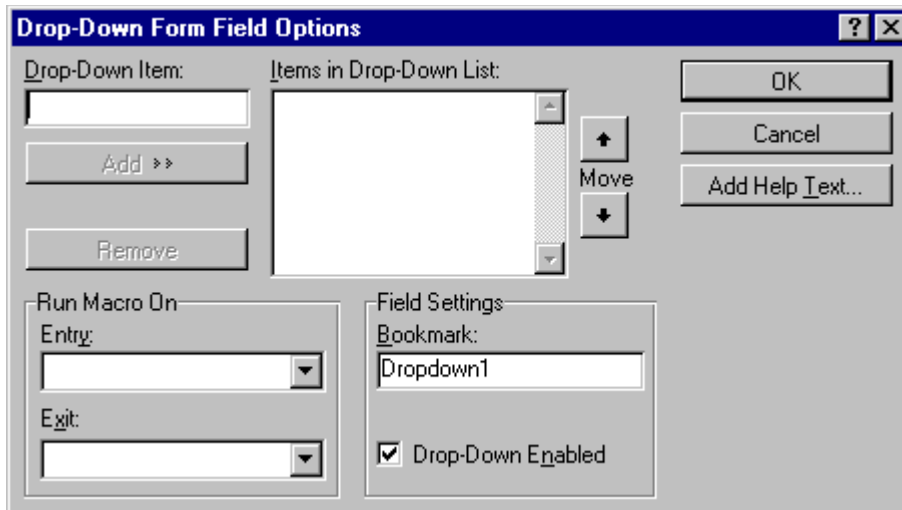 Drop-Down Form Field Options
Drop-Down Item:
Items in Drop-Down List:
OK
Add >>
Cancel
Move
Add Help Text...
Remove
Run Macro On
Field Settings
Entry:
Bookmark:
Dropdown1
Exit:
Drop-Down Enabled